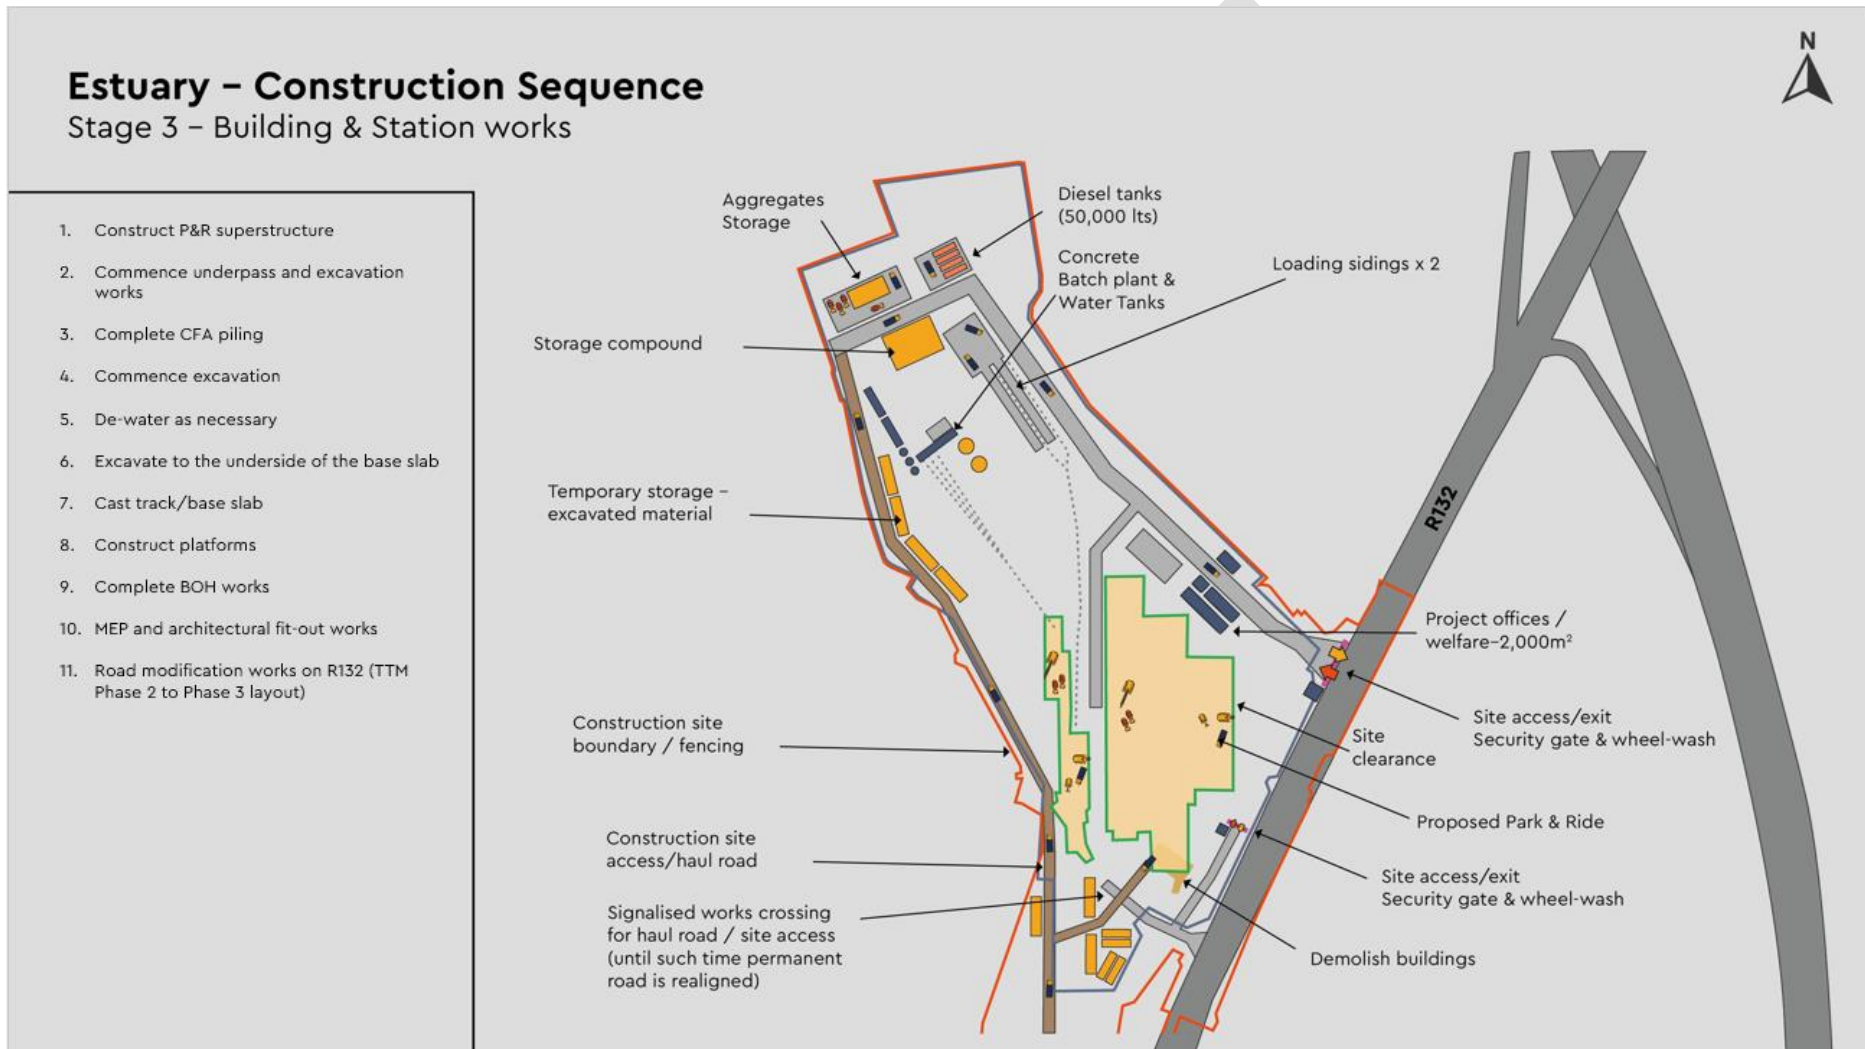 N
Estuary – Construction Sequence
Stage 3 – Building & Station works
1. Construct P&R superstructure
2. Commence underpass and excavation
works
3. Complete CFA piling
4. Commence excavation
5. De-water as necessary
6. Excavate to the underside of the base slab
7. Cast track/base slab
8. Construct platforms
9. Complete BOH works
10. MEP and architectural fit-out works
11. Road modification works on R132 (TTM
Phase 2 to Phase 3 layout)
Aggregates
Storage
Diesel tanks
(50,000 lts)
Concrete
Batch plant &
Water Tanks
Loading sidings x 2
Storage compound
Temporary storage –
excavated material
R132
Project offices /
welfare–2,000m²
Construction site
boundary / fencing
Site access/exit
Security gate & wheel-wash
Site
clearance
Proposed Park & Ride
Construction site
access/haul road
Site access/exit
Security gate & wheel-wash
Signalised works crossing
for haul road / site access
(until such time permanent
road is realigned)
Demolish buildings